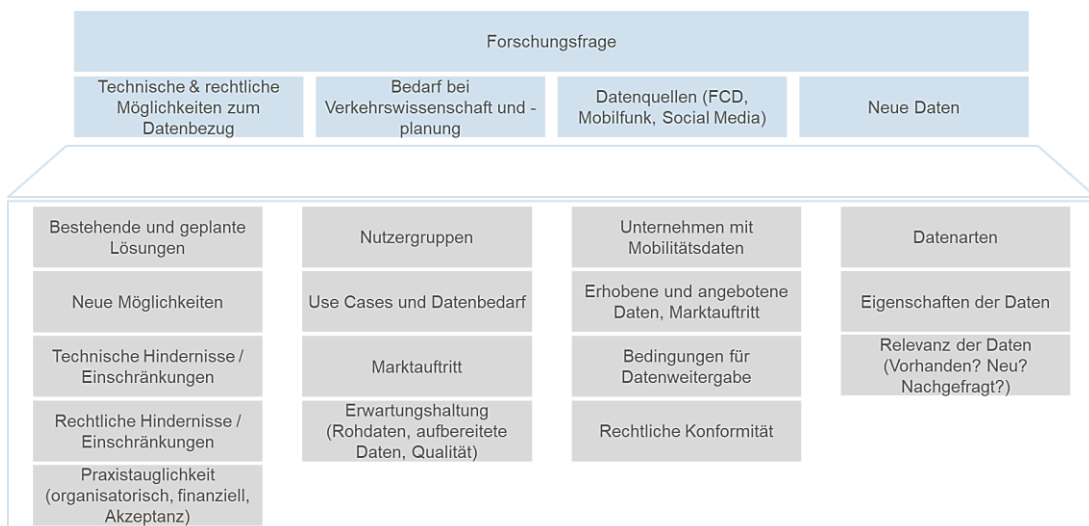 Forschungsfrage
Technische & rechtliche
Möglichkeiten zum
Datenbezug
Bedarf bei
Verkehrswissenschaft und -
planung
Datenquellen (FCD,
Mobilfunk, Social Media)
Neue Daten
Bestehende und geplante
Lösungen
Neue Möglichkeiten
Technische Hindernisse /
Einschränkungen
Rechtliche Hindernisse /
Einschränkungen
Praxistauglichkeit
(organisatorisch, finanziell,
Akzeptanz)
Nutzergruppen
Use Cases und Datenbedarf
Marktauftritt
Erwartungshaltung
(Rohdaten, aufbereitete
Daten, Qualität)
Unternehmen mit
Mobilitätsdaten
Erhobene und angebotene
Daten, Marktauftritt
Bedingungen für
Datenweitergabe
Rechtliche Konformität
Datenarten
Eigenschaften der Daten
Relevanz der Daten
(Vorhanden? Neu?
Nachgefragt?)